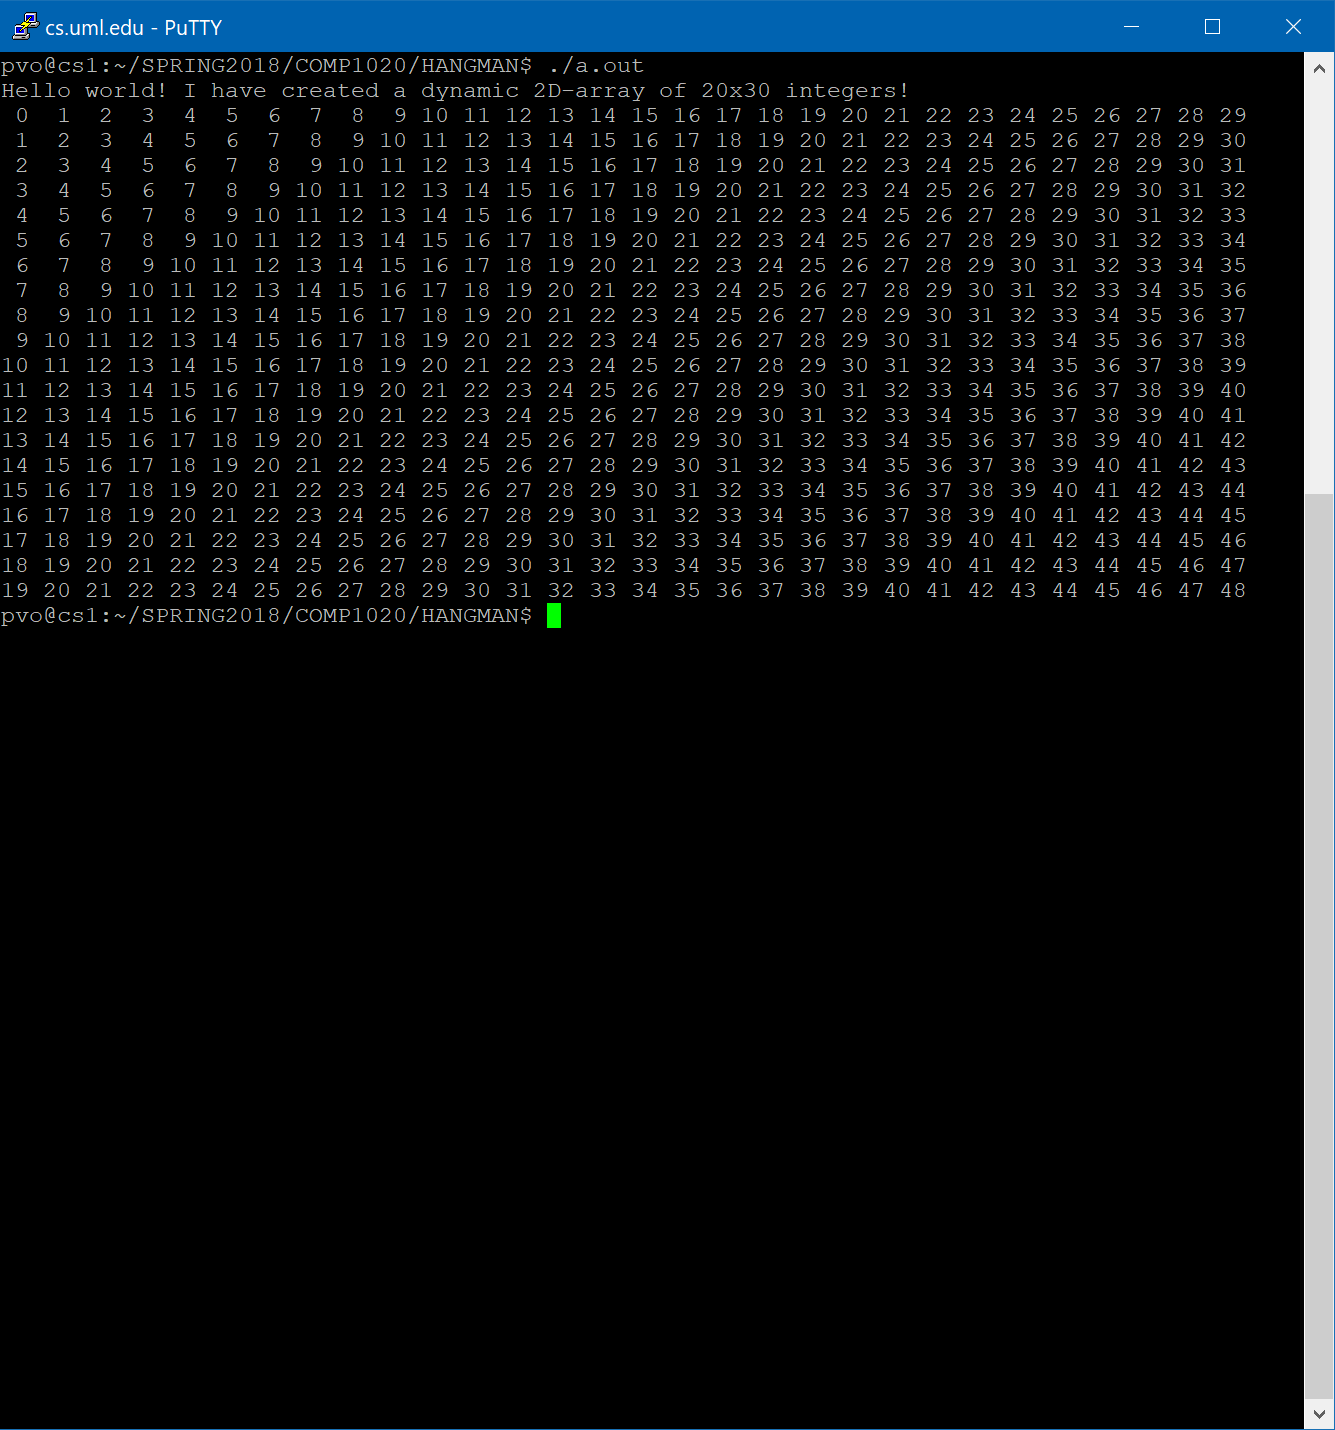 cs.uml.edu - PuTTY
pvo@cs1:~/SPRING2018/COMP1020/HANGMAN$ ./a.out
Hello world! I have created a dynamic 2D-array of 20x30 integers!
 0  1  2  3  4  5  6  7  8  9 10 11 12 13 14 15 16 17 18 19 20 21 22 23 24 25 26 27 28 29
 1  2  3  4  5  6  7  8  9 10 11 12 13 14 15 16 17 18 19 20 21 22 23 24 25 26 27 28 29 30
 2  3  4  5  6  7  8  9 10 11 12 13 14 15 16 17 18 19 20 21 22 23 24 25 26 27 28 29 30 31
 3  4  5  6  7  8  9 10 11 12 13 14 15 16 17 18 19 20 21 22 23 24 25 26 27 28 29 30 31 32
 4  5  6  7  8  9 10 11 12 13 14 15 16 17 18 19 20 21 22 23 24 25 26 27 28 29 30 31 32 33
 5  6  7  8  9 10 11 12 13 14 15 16 17 18 19 20 21 22 23 24 25 26 27 28 29 30 31 32 33 34
 6  7  8  9 10 11 12 13 14 15 16 17 18 19 20 21 22 23 24 25 26 27 28 29 30 31 32 33 34 35
 7  8  9 10 11 12 13 14 15 16 17 18 19 20 21 22 23 24 25 26 27 28 29 30 31 32 33 34 35 36
 8  9 10 11 12 13 14 15 16 17 18 19 20 21 22 23 24 25 26 27 28 29 30 31 32 33 34 35 36 37
 9 10 11 12 13 14 15 16 17 18 19 20 21 22 23 24 25 26 27 28 29 30 31 32 33 34 35 36 37 38
10 11 12 13 14 15 16 17 18 19 20 21 22 23 24 25 26 27 28 29 30 31 32 33 34 35 36 37 38 39
11 12 13 14 15 16 17 18 19 20 21 22 23 24 25 26 27 28 29 30 31 32 33 34 35 36 37 38 39 40
12 13 14 15 16 17 18 19 20 21 22 23 24 25 26 27 28 29 30 31 32 33 34 35 36 37 38 39 40 41
13 14 15 16 17 18 19 20 21 22 23 24 25 26 27 28 29 30 31 32 33 34 35 36 37 38 39 40 41 42
14 15 16 17 18 19 20 21 22 23 24 25 26 27 28 29 30 31 32 33 34 35 36 37 38 39 40 41 42 43
15 16 17 18 19 20 21 22 23 24 25 26 27 28 29 30 31 32 33 34 35 36 37 38 39 40 41 42 43 44
16 17 18 19 20 21 22 23 24 25 26 27 28 29 30 31 32 33 34 35 36 37 38 39 40 41 42 43 44 45
17 18 19 20 21 22 23 24 25 26 27 28 29 30 31 32 33 34 35 36 37 38 39 40 41 42 43 44 45 46
18 19 20 21 22 23 24 25 26 27 28 29 30 31 32 33 34 35 36 37 38 39 40 41 42 43 44 45 46 47
19 20 21 22 23 24 25 26 27 28 29 30 31 32 33 34 35 36 37 38 39 40 41 42 43 44 45 46 47 48
pvo@cs1:~/SPRING2018/COMP1020/HANGMAN$